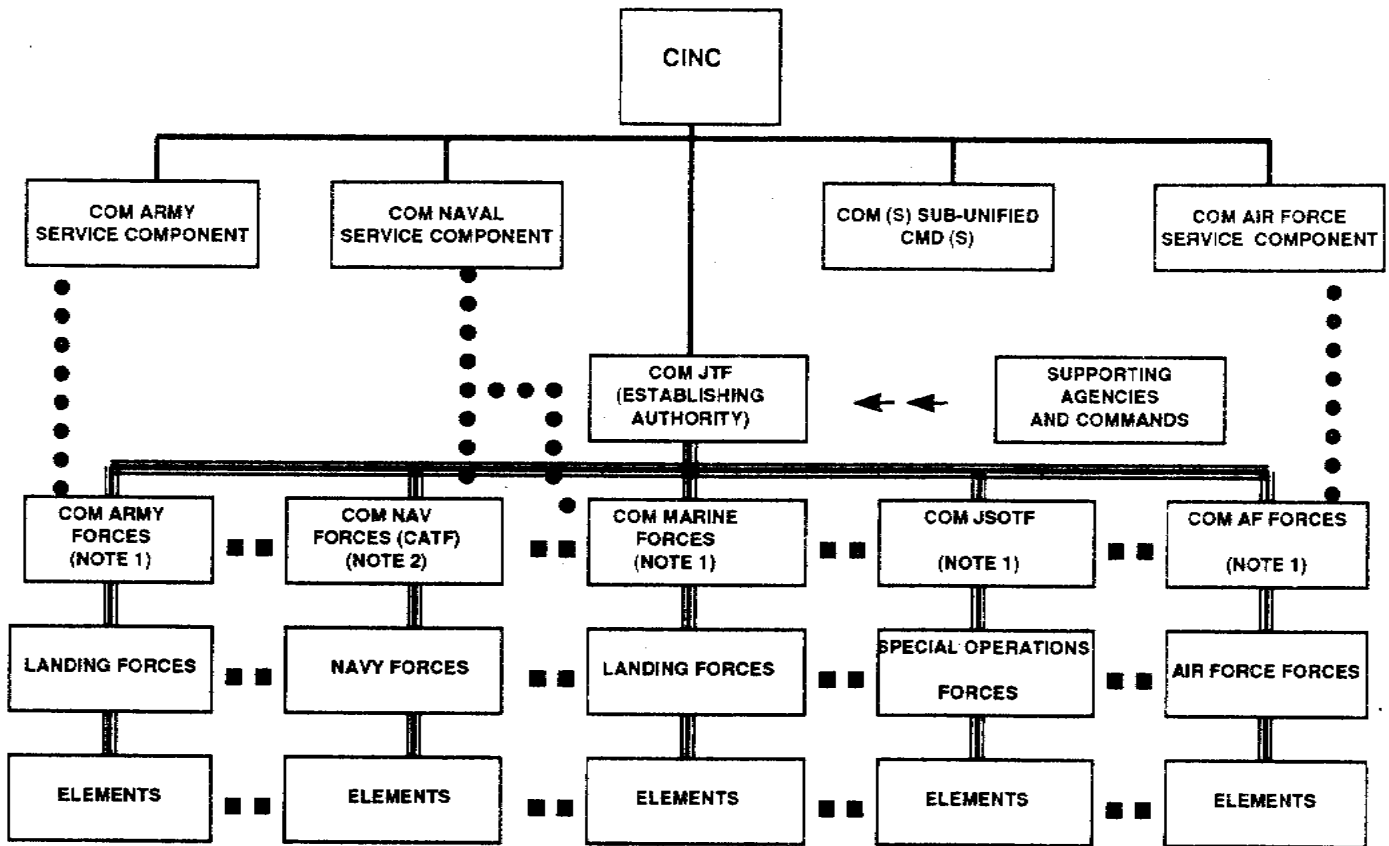 CINC
COM ARMY
SERVICE COMPONENT
COM NAVAL
SERVICE COMPONENT
COM (S) SUB-UNIFIED
CMD (S)
COM AIR FORCE
SERVICE COMPONENT
COM JTF
(ESTABLISHING
AUTHORITY)
SUPPORTING
AGENCIES
AND COMMANDS
COM ARMY
FORCES
(NOTE 1)
COM NAV
FORCES (CATF)
(NOTE 2)
COM MARINE
FORCES
(NOTE 1)
COM JSOTF
(NOTE 1)
COM AF FORCES
(NOTE 1)
LANDING FORCES
NAVY FORCES
LANDING FORCES
SPECIAL OPERATIONS
FORCES
AIR FORCE FORCES
ELEMENTS
ELEMENTS
ELEMENTS
ELEMENTS
ELEMENTS